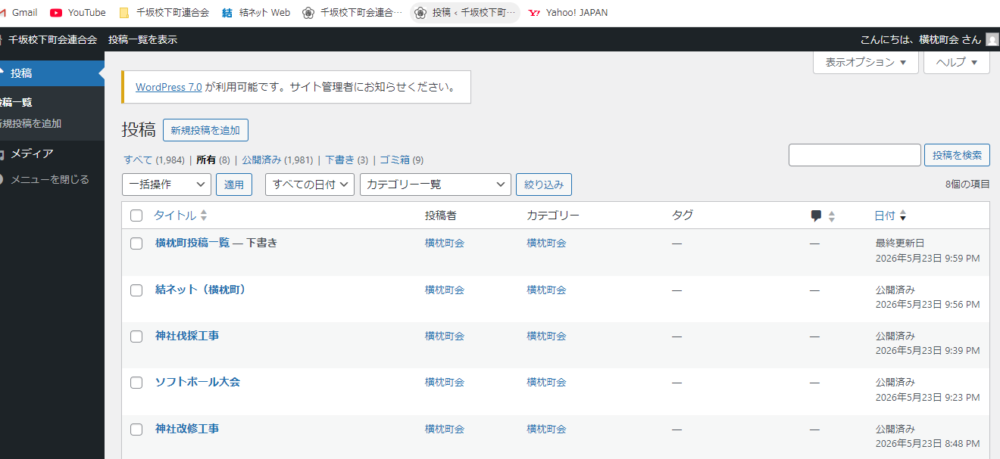 Gmail YouTube 千坂校下町会連合会 結ネット Web 千坂校下町会連合… 投稿 ‹ 千坂校下町… Yahoo! JAPAN
千坂校下町会連合会 投稿一覧を表示 こんにちは、横枕町会 さん
表示オプション ▼ ヘルプ ▼
投稿
投稿一覧
新規投稿を追加
メディア
メニューを閉じる
WordPress 7.0 が利用可能です。サイト管理者にお知らせください。
投稿 新規投稿を追加
すべて (1,984) | 所有 (8) | 公開済み (1,981) | 下書き (3) | ゴミ箱 (9)
投稿を検索
一括操作 適用 すべての日付 カテゴリー一覧 絞り込み 8個の項目
タイトル 投稿者 カテゴリー タグ 日付
横枕町投稿一覧 — 下書き 横枕町会 横枕町会 — — 最終更新日
2026年5月23日 9:59 PM
結ネット（横枕町） 横枕町会 横枕町会 — — 公開済み
2026年5月23日 9:56 PM
神社伐採工事 横枕町会 横枕町会 — — 公開済み
2026年5月23日 9:39 PM
ソフトボール大会 横枕町会 横枕町会 — — 公開済み
2026年5月23日 9:23 PM
神社改修工事 横枕町会 横枕町会 — — 公開済み
2026年5月23日 8:48 PM